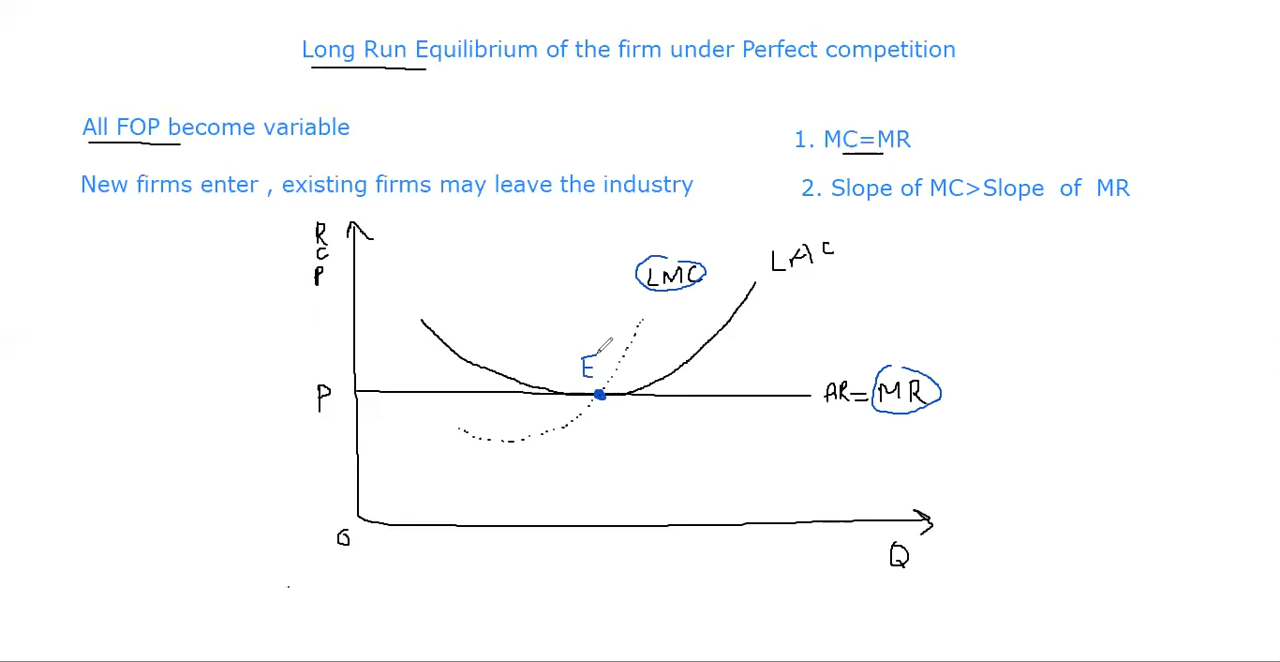 Long Run Equilibrium of the firm under Perfect competition
All FOP become variable
1. MC=MR
New firms enter , existing firms may leave the industry
2. Slope of MC>Slope of MR
R
C
P
LMC
LAC
E
P
AR=MR
O
Q